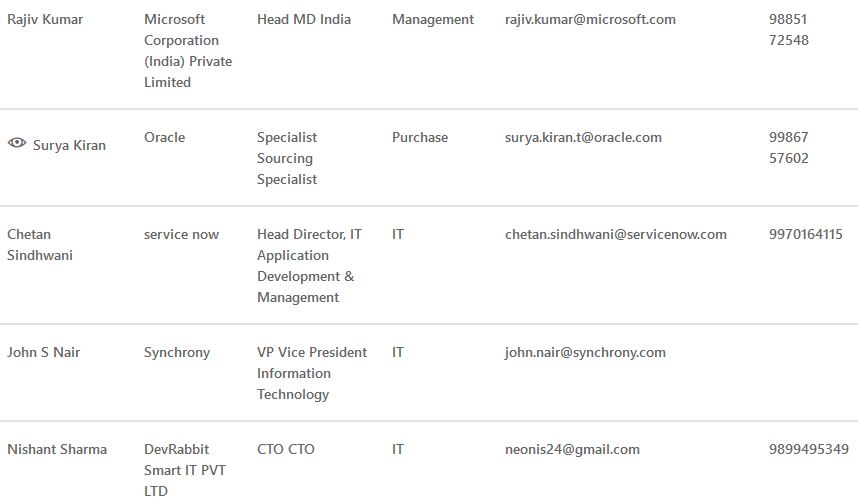 Rajiv Kumar Microsoft Head MD India Management rajiv.kumar@microsoft.com 98851
Corporation 72548
(India) Private
Limited
Surya Kiran Oracle Specialist Purchase surya.kiran.t@oracle.com 99867
Sourcing 57602
Specialist
Chetan service now Head Director, IT IT chetan.sindhwani@servicenow.com 9970164115
Sindhwani Application
Development &
Management
John S Nair Synchrony VP Vice President IT john.nair@synchrony.com
Information
Technology
Nishant Sharma DevRabbit CTO CTO IT neonis24@gmail.com 9899495349
Smart IT PVT
LTD